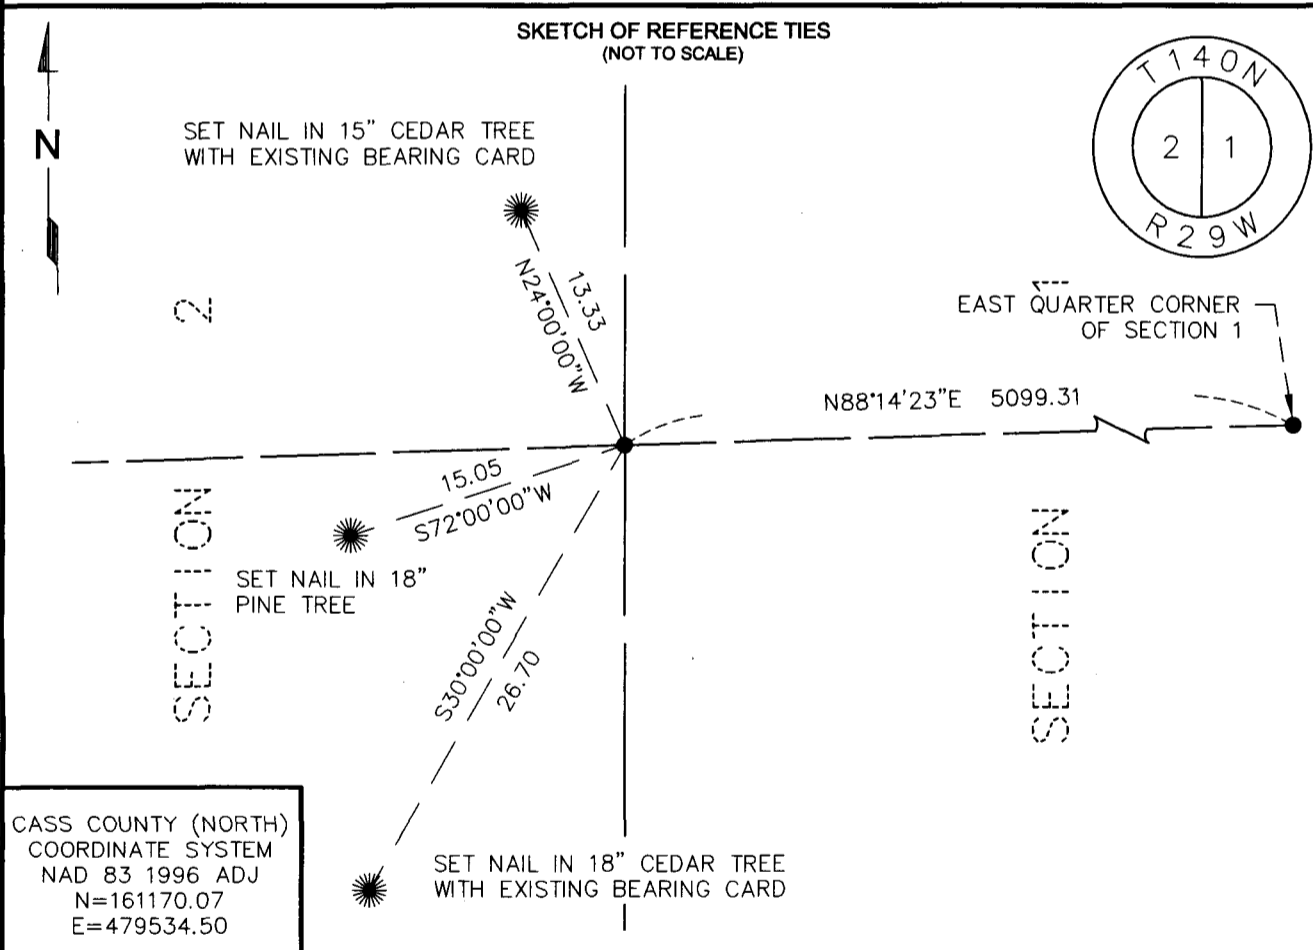 SKETCH OF REFERENCE TIES
(NOT TO SCALE)
N
T140N
2 1
R29W
SET NAIL IN 15" CEDAR TREE
WITH EXISTING BEARING CARD
13.33
N24°00'00"W
SECTION 2
EAST QUARTER CORNER
OF SECTION 1
N88°14'23"E 5099.31
15.05
S72°00'00"W
SET NAIL IN 18"
PINE TREE
SECTION 1
S30°00'00"W
26.70
SET NAIL IN 18" CEDAR TREE
WITH EXISTING BEARING CARD
CASS COUNTY (NORTH)
COORDINATE SYSTEM
NAD 83 1996 ADJ
N=161170.07
E=479534.50